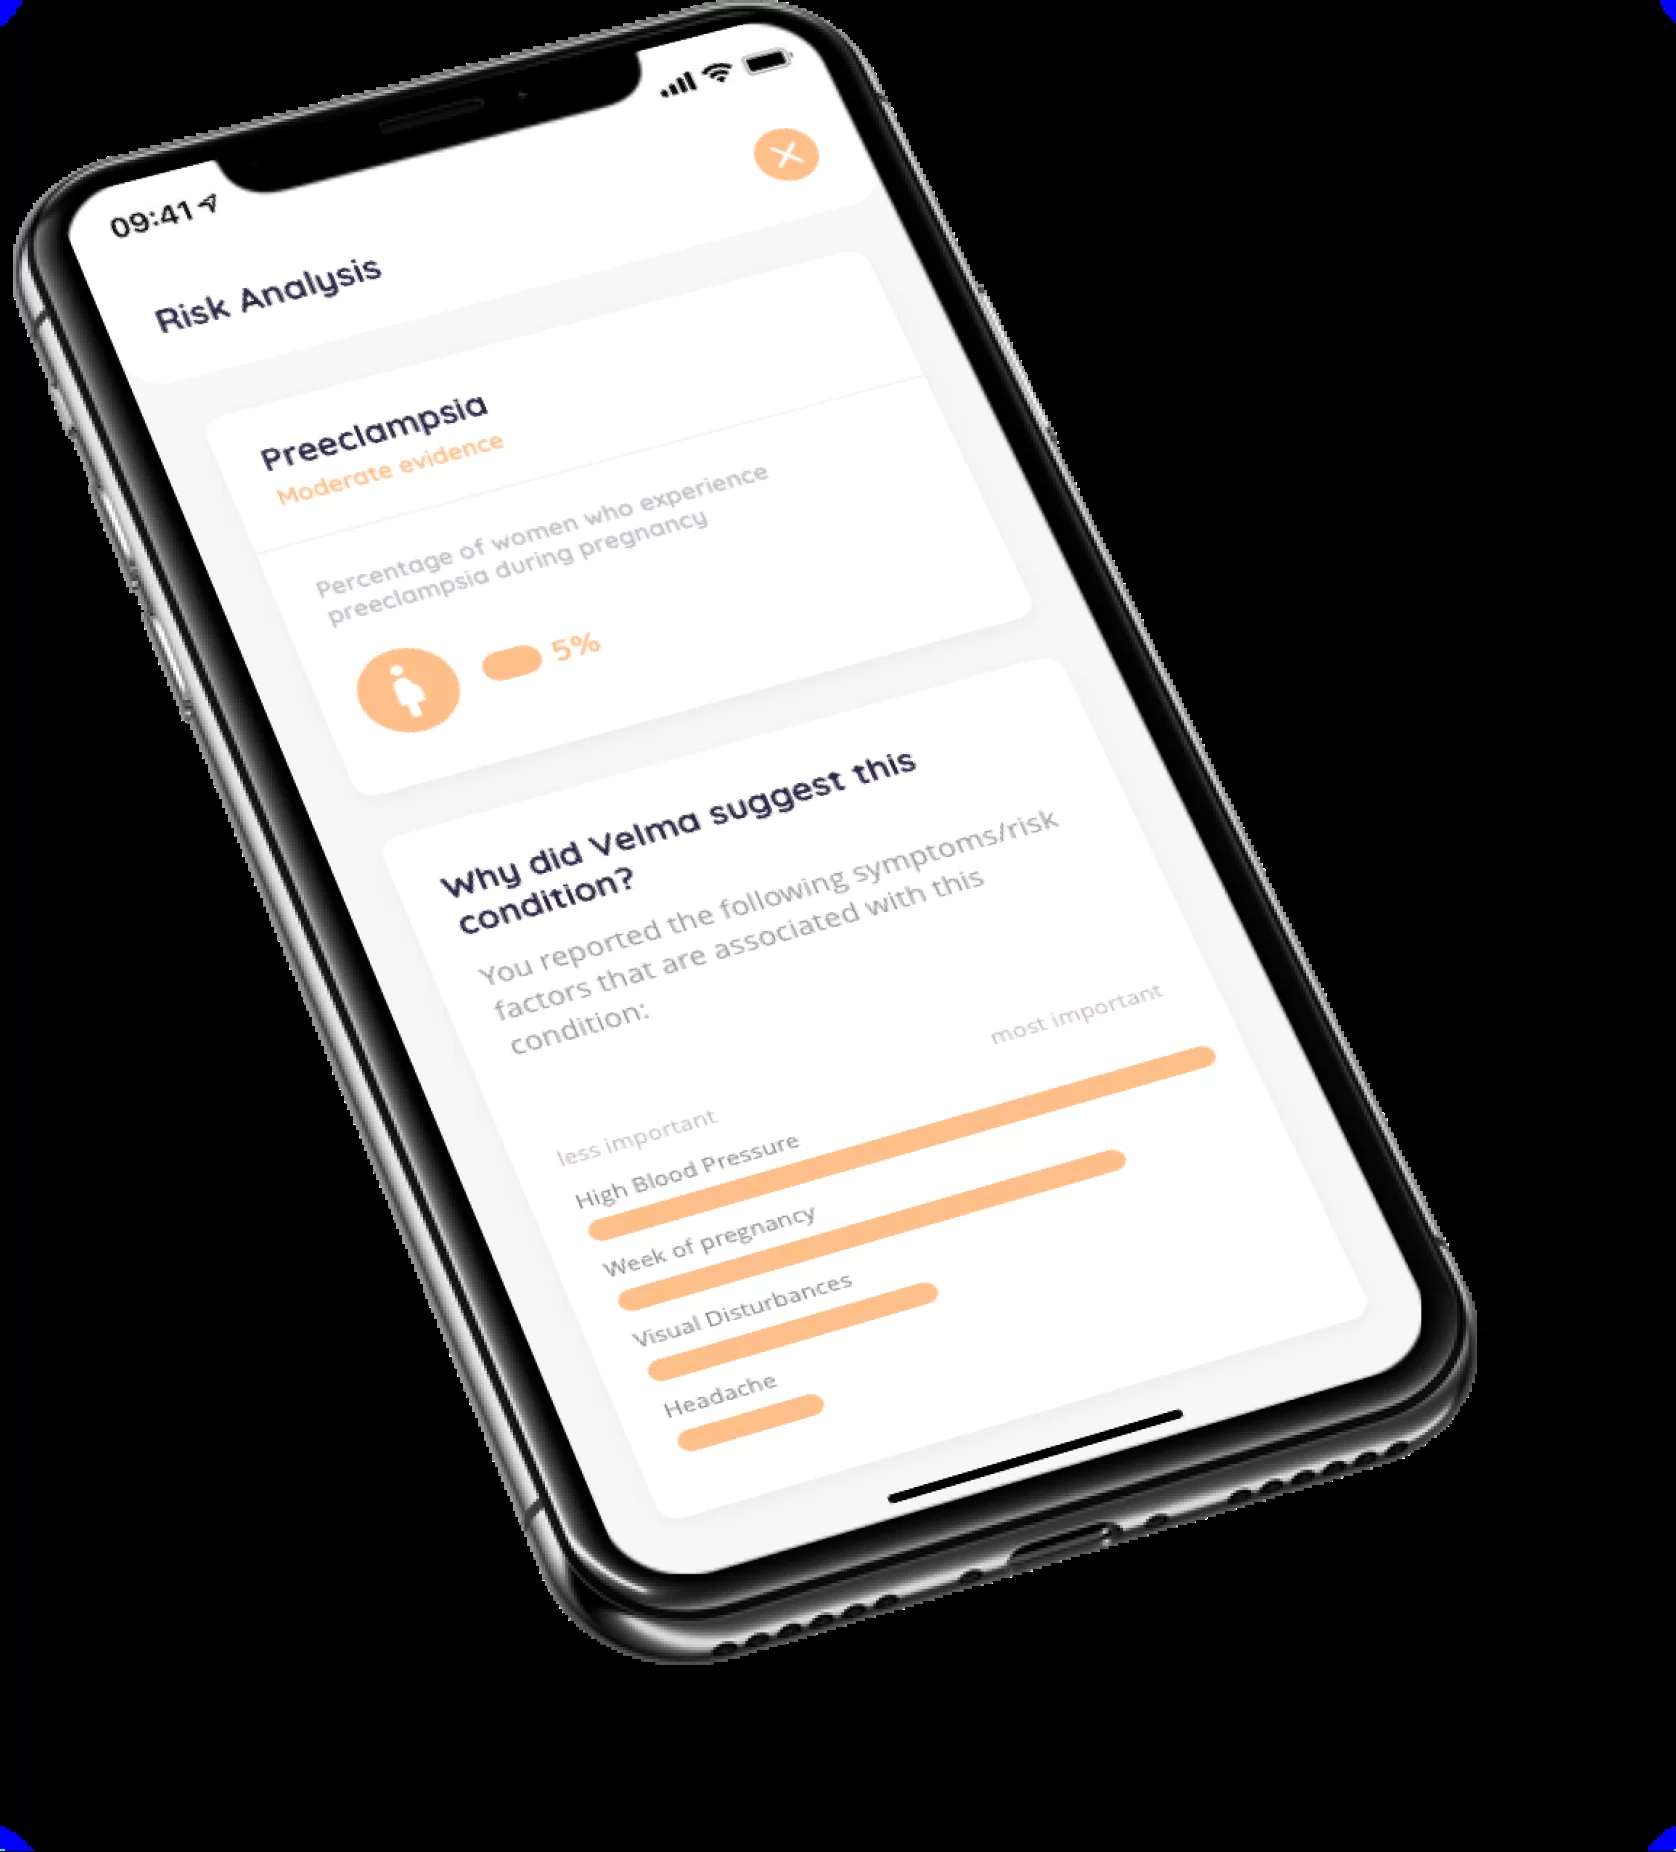 09:41
Risk Analysis
Preeclampsia
Moderate evidence
Percentage of women who experience
preeclampsia during pregnancy
5%
Why did Velma suggest this
condition?
You reported the following symptoms/risk
factors that are associated with this
condition:
most important
less important
High Blood Pressure
Week of pregnancy
Visual Disturbances
Headache